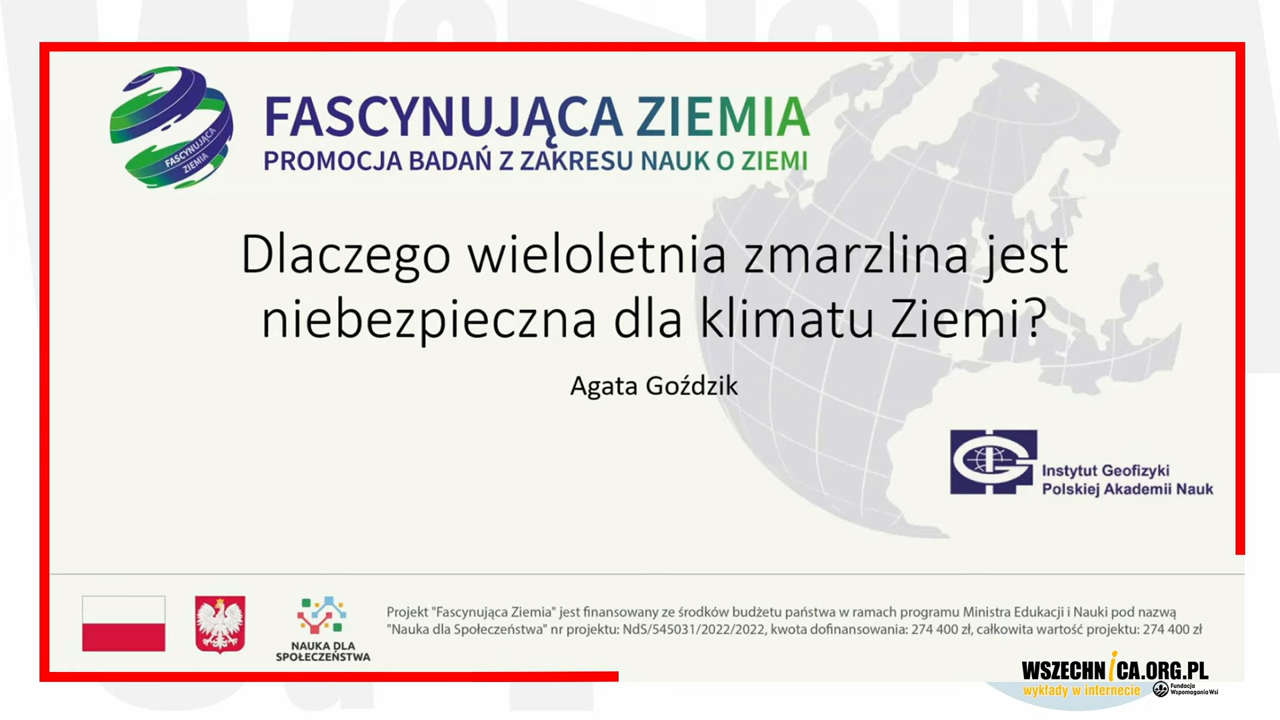 FASCYNUJĄCA ZIEMIA
PROMOCJA BADAŃ Z ZAKRESU NAUK O ZIEMI
FASCYNUJĄCA
ZIEMIA
Dlaczego wieloletnia zmarzlina jest
niebezpieczna dla klimatu Ziemi?
Agata Goździk
Instytut Geofizyki
Polskiej Akademii Nauk
NAUKA DLA
SPOŁECZEŃSTWA
Projekt "Fascynująca Ziemia" jest finansowany ze środków budżetu państwa w ramach programu Ministra Edukacji i Nauki pod nazwą
"Nauka dla Społeczeństwa" nr projektu: NdS/545031/2022/2022, kwota dofinansowania: 274 400 zł, całkowita wartość projektu: 274 400 zł
WSZECHNICA.ORG.PL
wykłady w internecie
Fundacja
Wspomagania Wsi